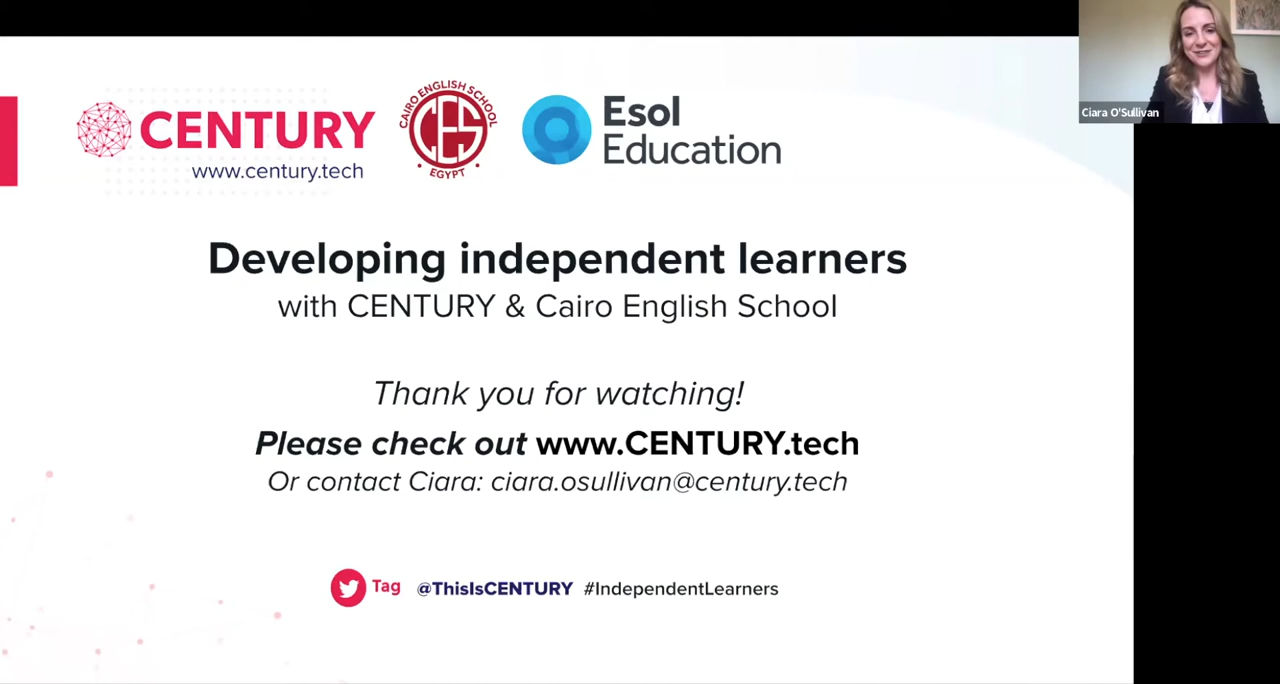 CENTURY
www.century.tech
CAIRO ENGLISH SCHOOL
CES
EGYPT
Esol
Education
Ciara O'Sullivan
Developing independent learners
with CENTURY & Cairo English School
Thank you for watching!
Please check out www.CENTURY.tech
Or contact Ciara: ciara.osullivan@century.tech
Tag @ThisIsCENTURY #IndependentLearners